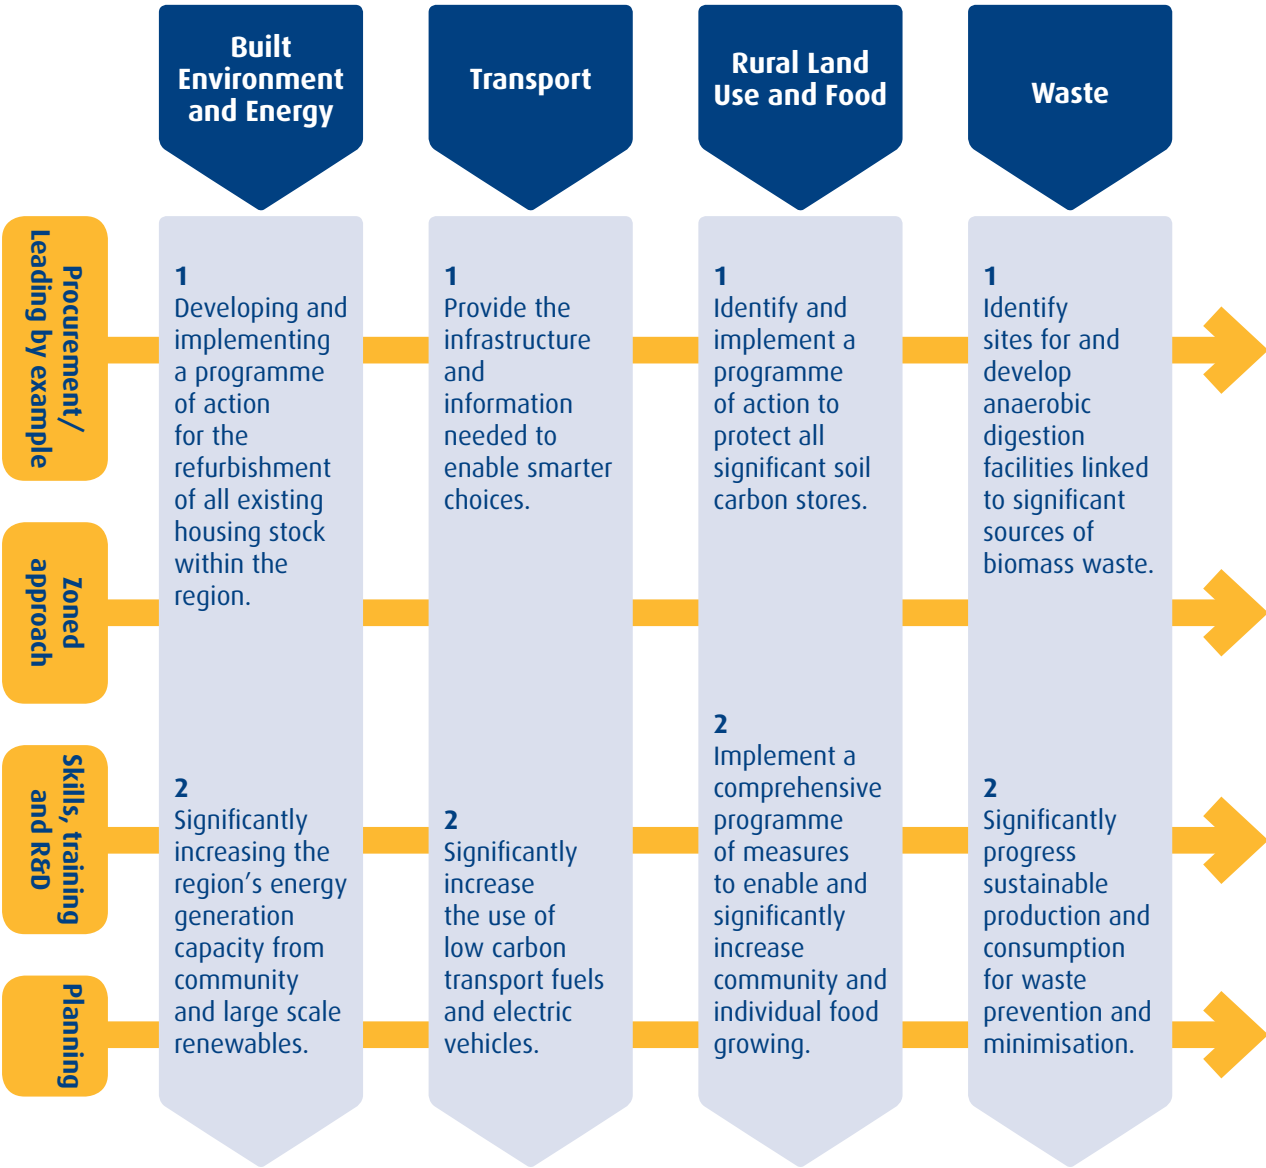 Built
Environment
and Energy
Transport
Rural Land
Use and Food
Waste
Procurement/
Leading by example
Zoned
approach
Skills, training
and R&D
Planning
1
Developing and
implementing
a programme
of action
for the
refurbishment
of all existing
housing stock
within the
region.
2
Significantly
increasing the
region’s energy
generation
capacity from
community
and large scale
renewables.
1
Provide the
infrastructure
and
information
needed to
enable smarter
choices.
2
Significantly
increase
the use of
low carbon
transport fuels
and electric
vehicles.
1
Identify and
implement a
programme
of action to
protect all
significant soil
carbon stores.
2
Implement a
comprehensive
programme
of measures
to enable and
significantly
increase
community and
individual food
growing.
1
Identify
sites for and
develop
anaerobic
digestion
facilities linked
to significant
sources of
biomass waste.
2
Significantly
progress
sustainable
production and
consumption
for waste
prevention and
minimisation.